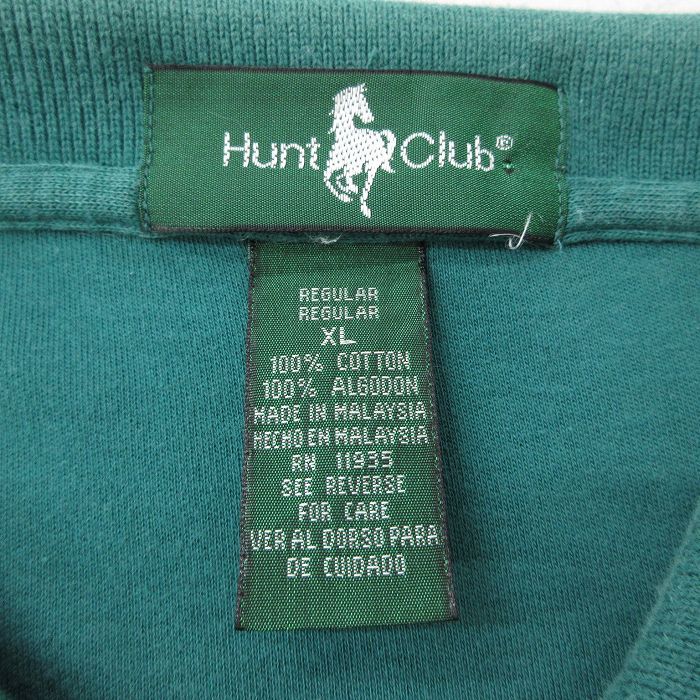 Hunt Club®
REGULAR
REGULAR
XL
100% COTTON
100% ALGODON
MADE IN MALAYSIA
HECHO EN MALAYSIA
RN 11935
SEE REVERSE
FOR CARE
VER AL DORSO PARA
DE CUIDADO